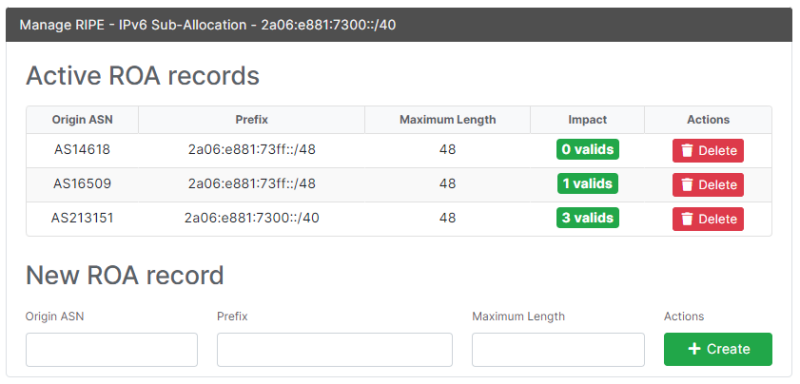 Manage RIPE - IPv6 Sub-Allocation - 2a06:e881:7300::/40
Active ROA records
Origin ASN Prefix Maximum Length Impact Actions
AS14618 2a06:e881:73ff::/48 48 0 valids Delete
AS16509 2a06:e881:73ff::/48 48 1 valids Delete
AS213151 2a06:e881:7300::/40 48 3 valids Delete
New ROA record
Origin ASN Prefix Maximum Length Actions
Create